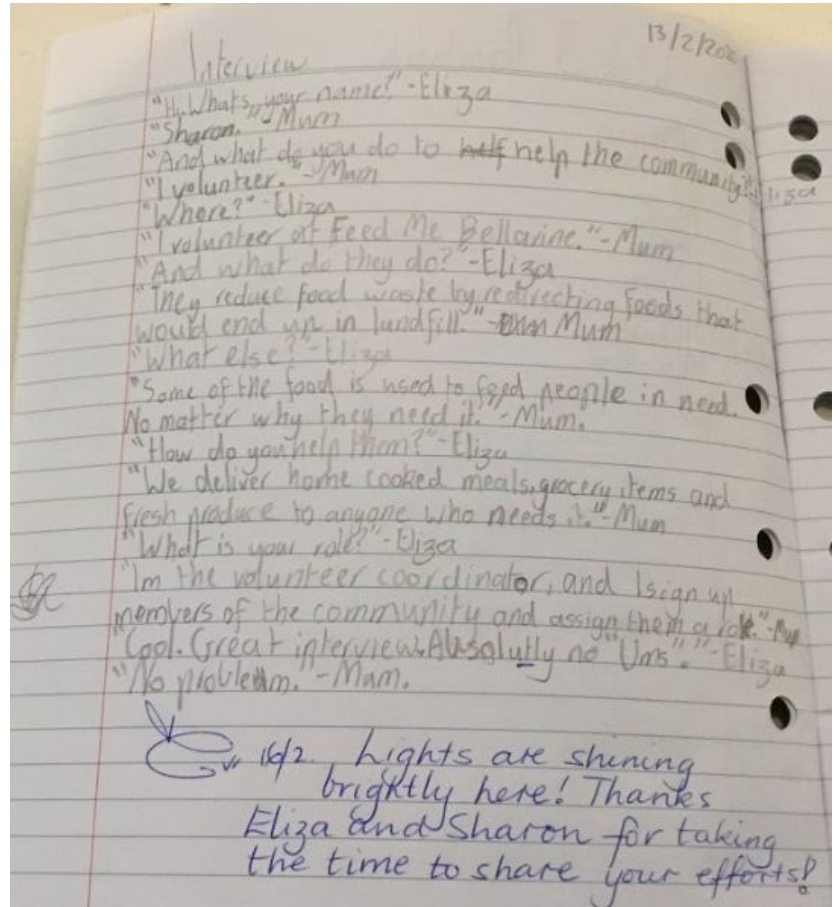 13/2/202
Interview
"Hi, Whats, your name?" -Eliza
"Sharon." -Mum
"And what do you do to help the community?"-Eliza
"I volunteer." -Mum
"Where?" -Eliza
"I volunteer at Feed Me Bellarine." -Mum
"And what do they do?" -Eliza
"They reduce food waste by redirecting foods that
would end up in landfill." - Mum
"What else?" -Eliza
"Some of the food is used to feed people in need.
No matter why they need it." -Mum.
"How do you help them?" -Eliza
"We deliver home cooked meals, grocery items and
fresh produce to anyone who needs it." -Mum
"What is your role?" -Eliza
"Im the volunteer coordinator, and I sign up
members of the community and assign them a role." -Mum
"Cool. Great interview. Absolutly no "Ums"." -Eliza
"No problem." -Mum.
16/2. Lights are shining
brightly here! Thanks
Eliza and Sharon for taking
the time to share your efforts!